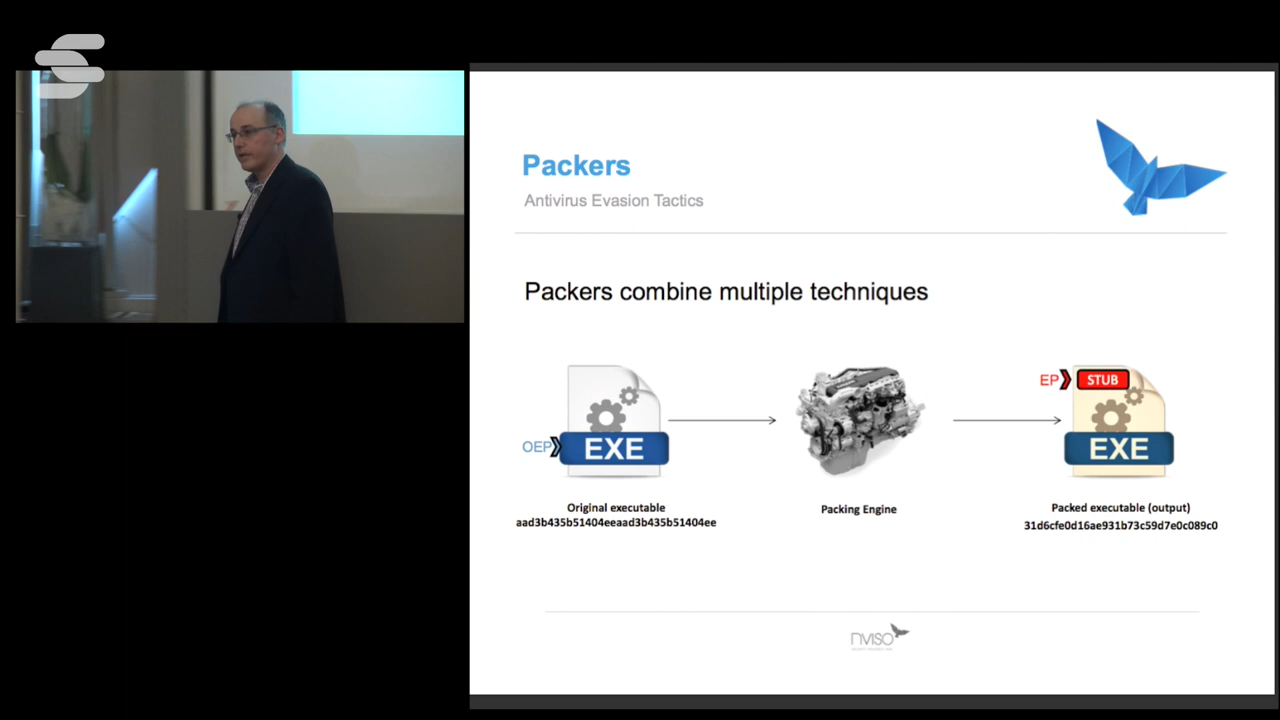 Packers
Antivirus Evasion Tactics
Packers combine multiple techniques
EP
STUB
OEP
EXE
EXE
Original executable
aad3b435b51404eeaad3b435b51404ee
Packing Engine
Packed executable (output)
31d6cfe0d16ae931b73c59d7e0c089c0
NVISO